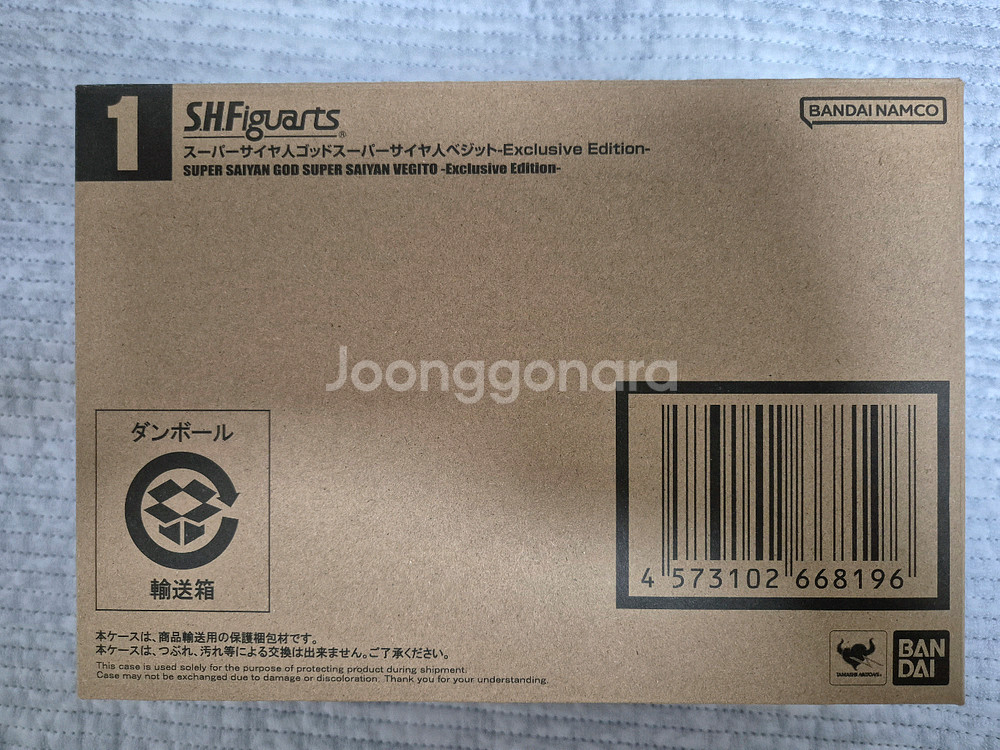 1
S.H.Figuarts®
スーパーサイヤ人ゴッドスーパーサイヤ人ベジット-Exclusive Edition-
SUPER SAIYAN GOD SUPER SAIYAN VEGITO -Exclusive Edition-
BANDAI NAMCO
Joonggonara
ダンボール
輸送箱
4 573102 668196
本ケースは、商品輸送用の保護梱包材です。
本ケースは、つぶれ、汚れ等による交換は出来ません。ご了承ください。
This case is used solely for the purpose of protecting product during shipment.
Case may not be exchanged due to damage or discoloration. Thank you for your understanding.
TAMASHII NATIONS
BAN
DAI